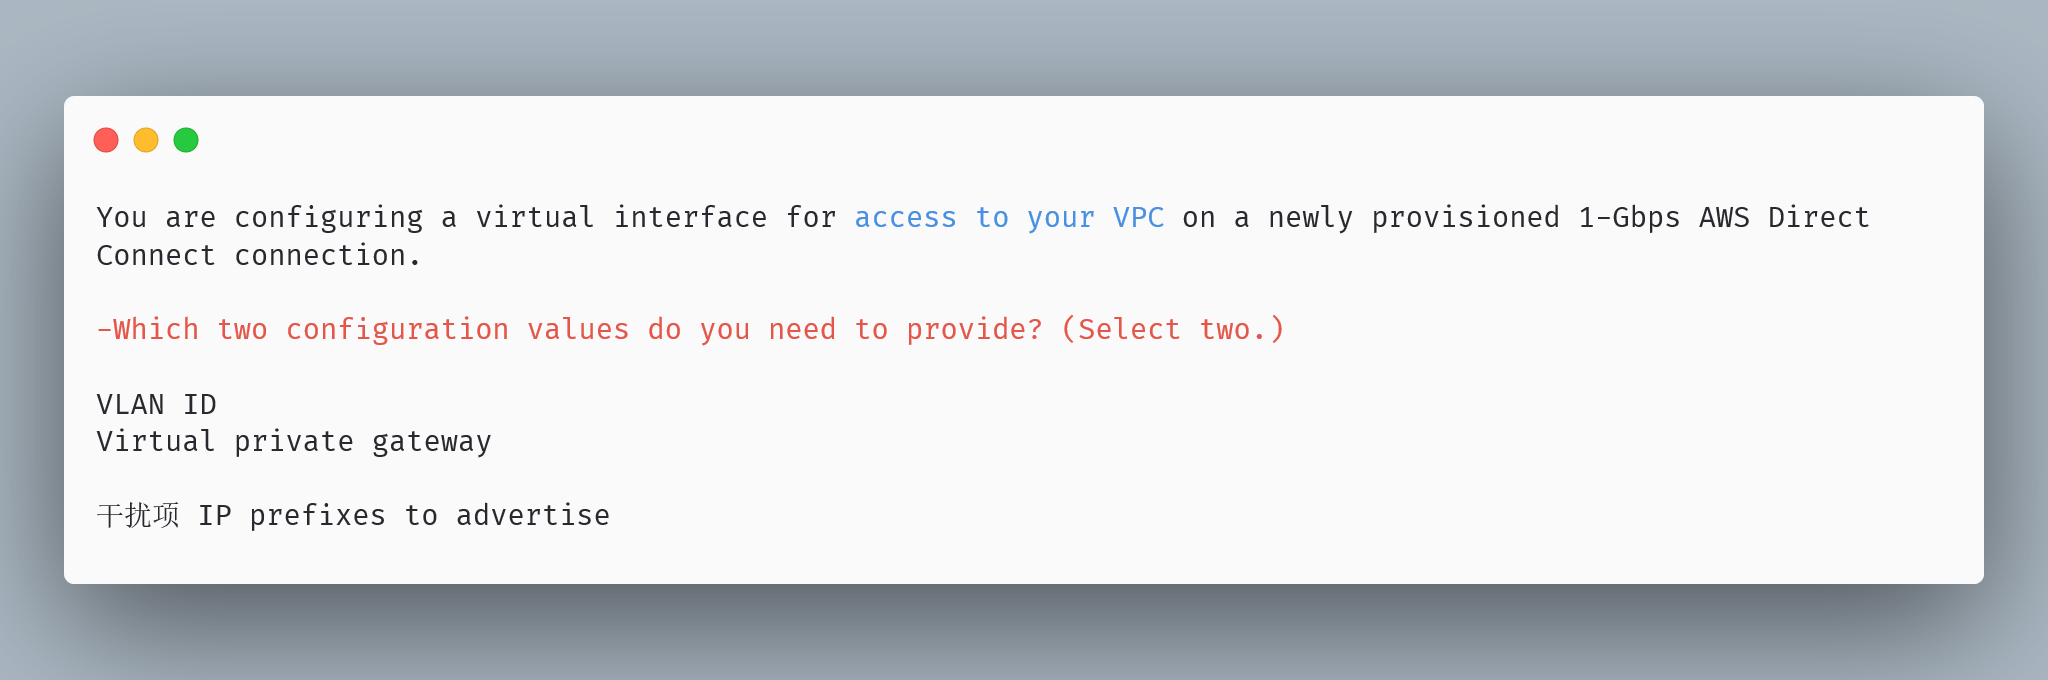 You are configuring a virtual interface for access to your VPC on a newly provisioned 1-Gbps AWS Direct
Connect connection.
-Which two configuration values do you need to provide? (Select two.)
VLAN ID
Virtual private gateway
干扰项 IP prefixes to advertise